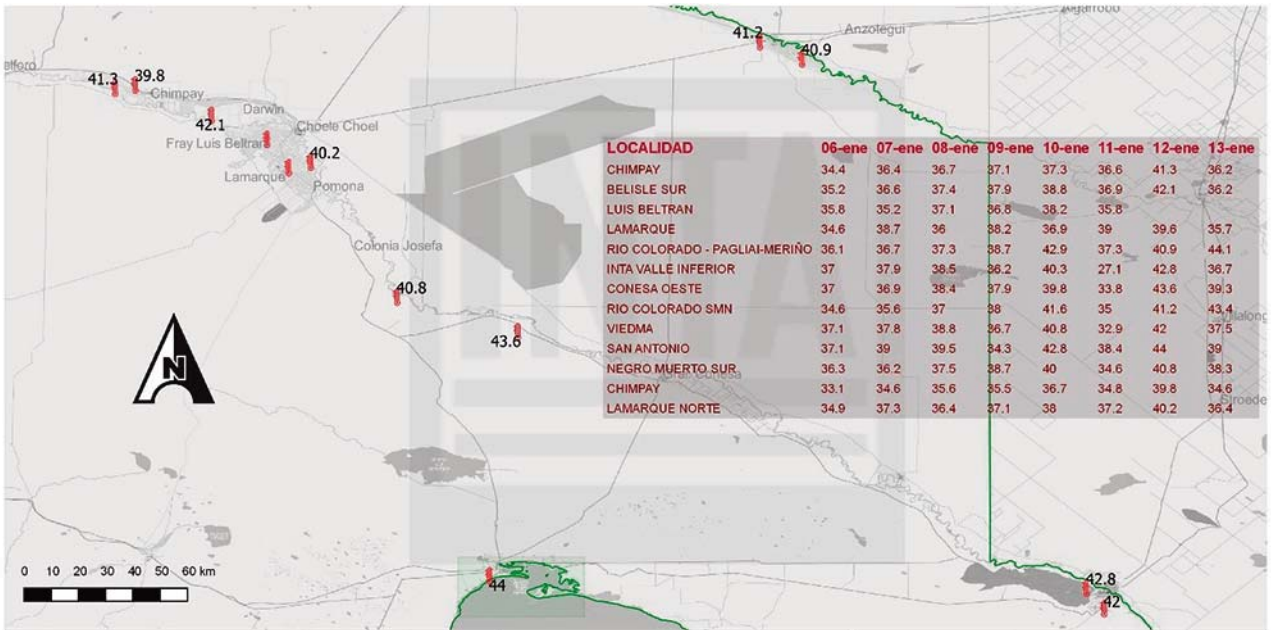 41.2
40.9
Anzotegui
41.3
39.8
Chimpay
42.1
Darwin
Choele Choel
Fray Luis Beltran
40.2
Lamarque
Pomona
Colonia Josefa
40.8
43.6
N
INTA
LOCALIDAD 06-ene 07-ene 08-ene 09-ene 10-ene 11-ene 12-ene 13-ene
CHIMPAY 34.4 36.4 36.7 37.1 37.3 36.6 41.3 36.2
BELISLE SUR 35.2 36.6 37.4 37.9 38.8 36.9 42.1 36.2
LUIS BELTRAN 35.8 35.2 37.1 36.8 38.2 35.8
LAMARQUE 34.6 38.7 36 38.2 36.9 39 39.6 35.7
RIO COLORADO - PAGLIAI-MERIÑO 36.1 36.7 37.3 38.7 42.9 37.3 40.9 44.1
INTA VALLE INFERIOR 37 37.9 38.5 36.2 40.3 27.1 42.8 36.7
CONESA OESTE 37 36.9 38.4 37.9 39.8 33.8 43.6 39.3
RIO COLORADO SMN 34.6 35.6 37 38 41.6 35 41.2 43.4
VIEDMA 37.1 37.8 38.8 36.7 40.8 32.9 42 37.5
SAN ANTONIO 37.1 39 39.5 34.3 42.8 38.4 44 39
NEGRO MUERTO SUR 36.3 36.2 37.5 38.7 40 34.6 40.8 38.3
CHIMPAY 33.1 34.6 35.6 35.5 36.7 34.8 39.8 34.6
LAMARQUE NORTE 34.9 37.3 36.4 37.1 38 37.2 40.2 36.4
Conesa
Stroeder
0 10 20 30 40 50 60 km
44
42.8
42